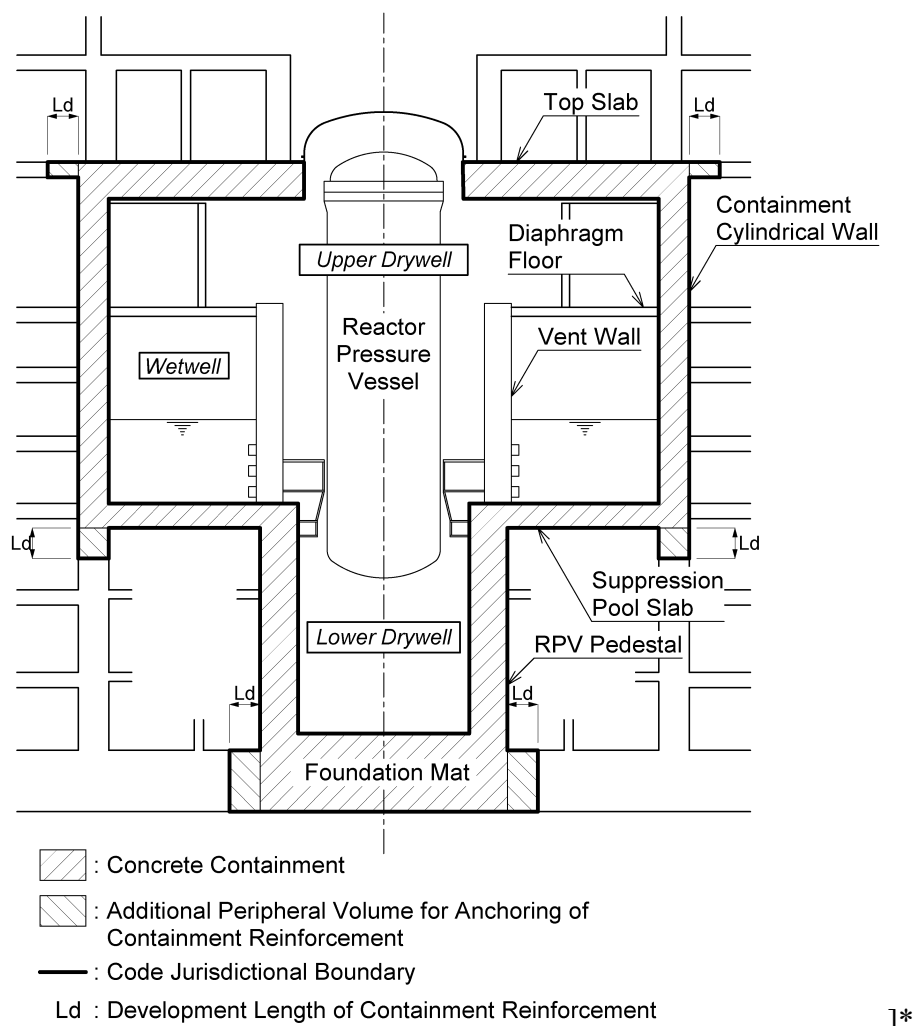 Ld
Ld
Top Slab
Containment
Cylindrical Wall
Diaphragm
Floor
Upper Drywell
Reactor
Pressure
Vessel
Vent Wall
Wetwell
Ld
Ld
Suppression
Pool Slab
Lower Drywell
RPV Pedestal
Ld
Ld
Foundation Mat
: Concrete Containment
: Additional Peripheral Volume for Anchoring of
Containment Reinforcement
: Code Jurisdictional Boundary
Ld : Development Length of Containment Reinforcement
]*